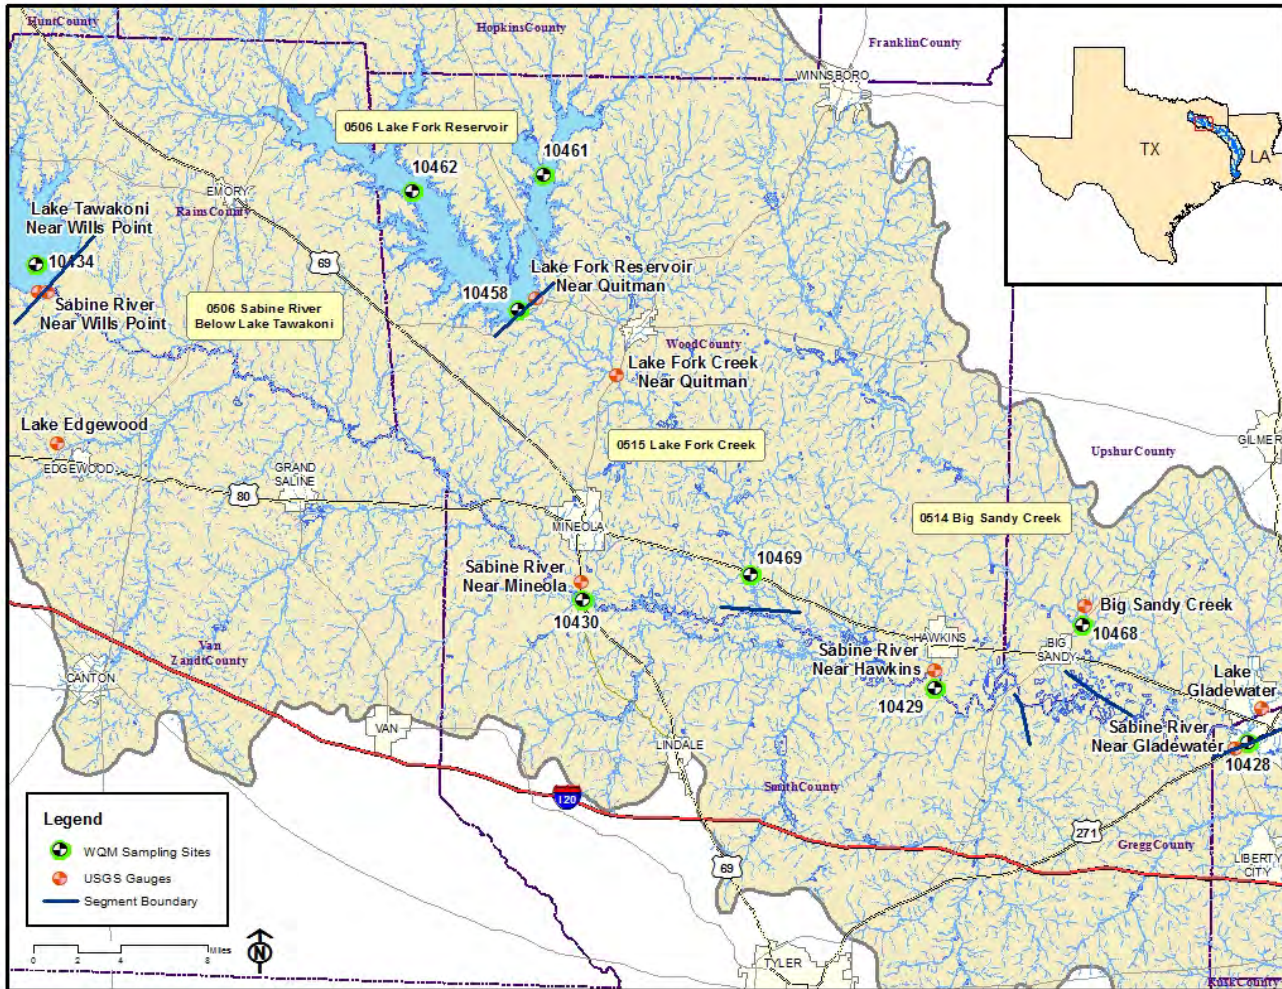 HuntCounty
HopkinsCounty
FranklinCounty
WINNSBORO
0506 Lake Fork Reservoir
10461
10462
TX
LA
EMORY
RainsCounty
Lake Tawakoni
Near Wills Point
10434
69
Lake Fork Reservoir
Near Quitman
10458
Sabine River
Near Wills Point
0506 Sabine River
Below Lake Tawakoni
WoodCounty
Lake Fork Creek
Near Quitman
Lake Edgewood
EDGEWOOD
0515 Lake Fork Creek
GILMER
UpshurCounty
GRAND
SALINE
80
MINEOLA
0514 Big Sandy Creek
10469
Sabine River
Near Mineola
10430
Big Sandy Creek
10468
HAWKINS
BIG
SANDY
Van
ZandtCounty
Sabine River
Near Hawkins
10429
CANTON
Lake
Gladewater
VAN
LINDALE
Sabine River
Near Gladewater
10428
SmithCounty
120
271
GreggCounty
LIBERTY
CITY
69
Legend
WQM Sampling Sites
USGS Gauges
Segment Boundary
0 2 4 8 Miles
N
TYLER
RuskCounty